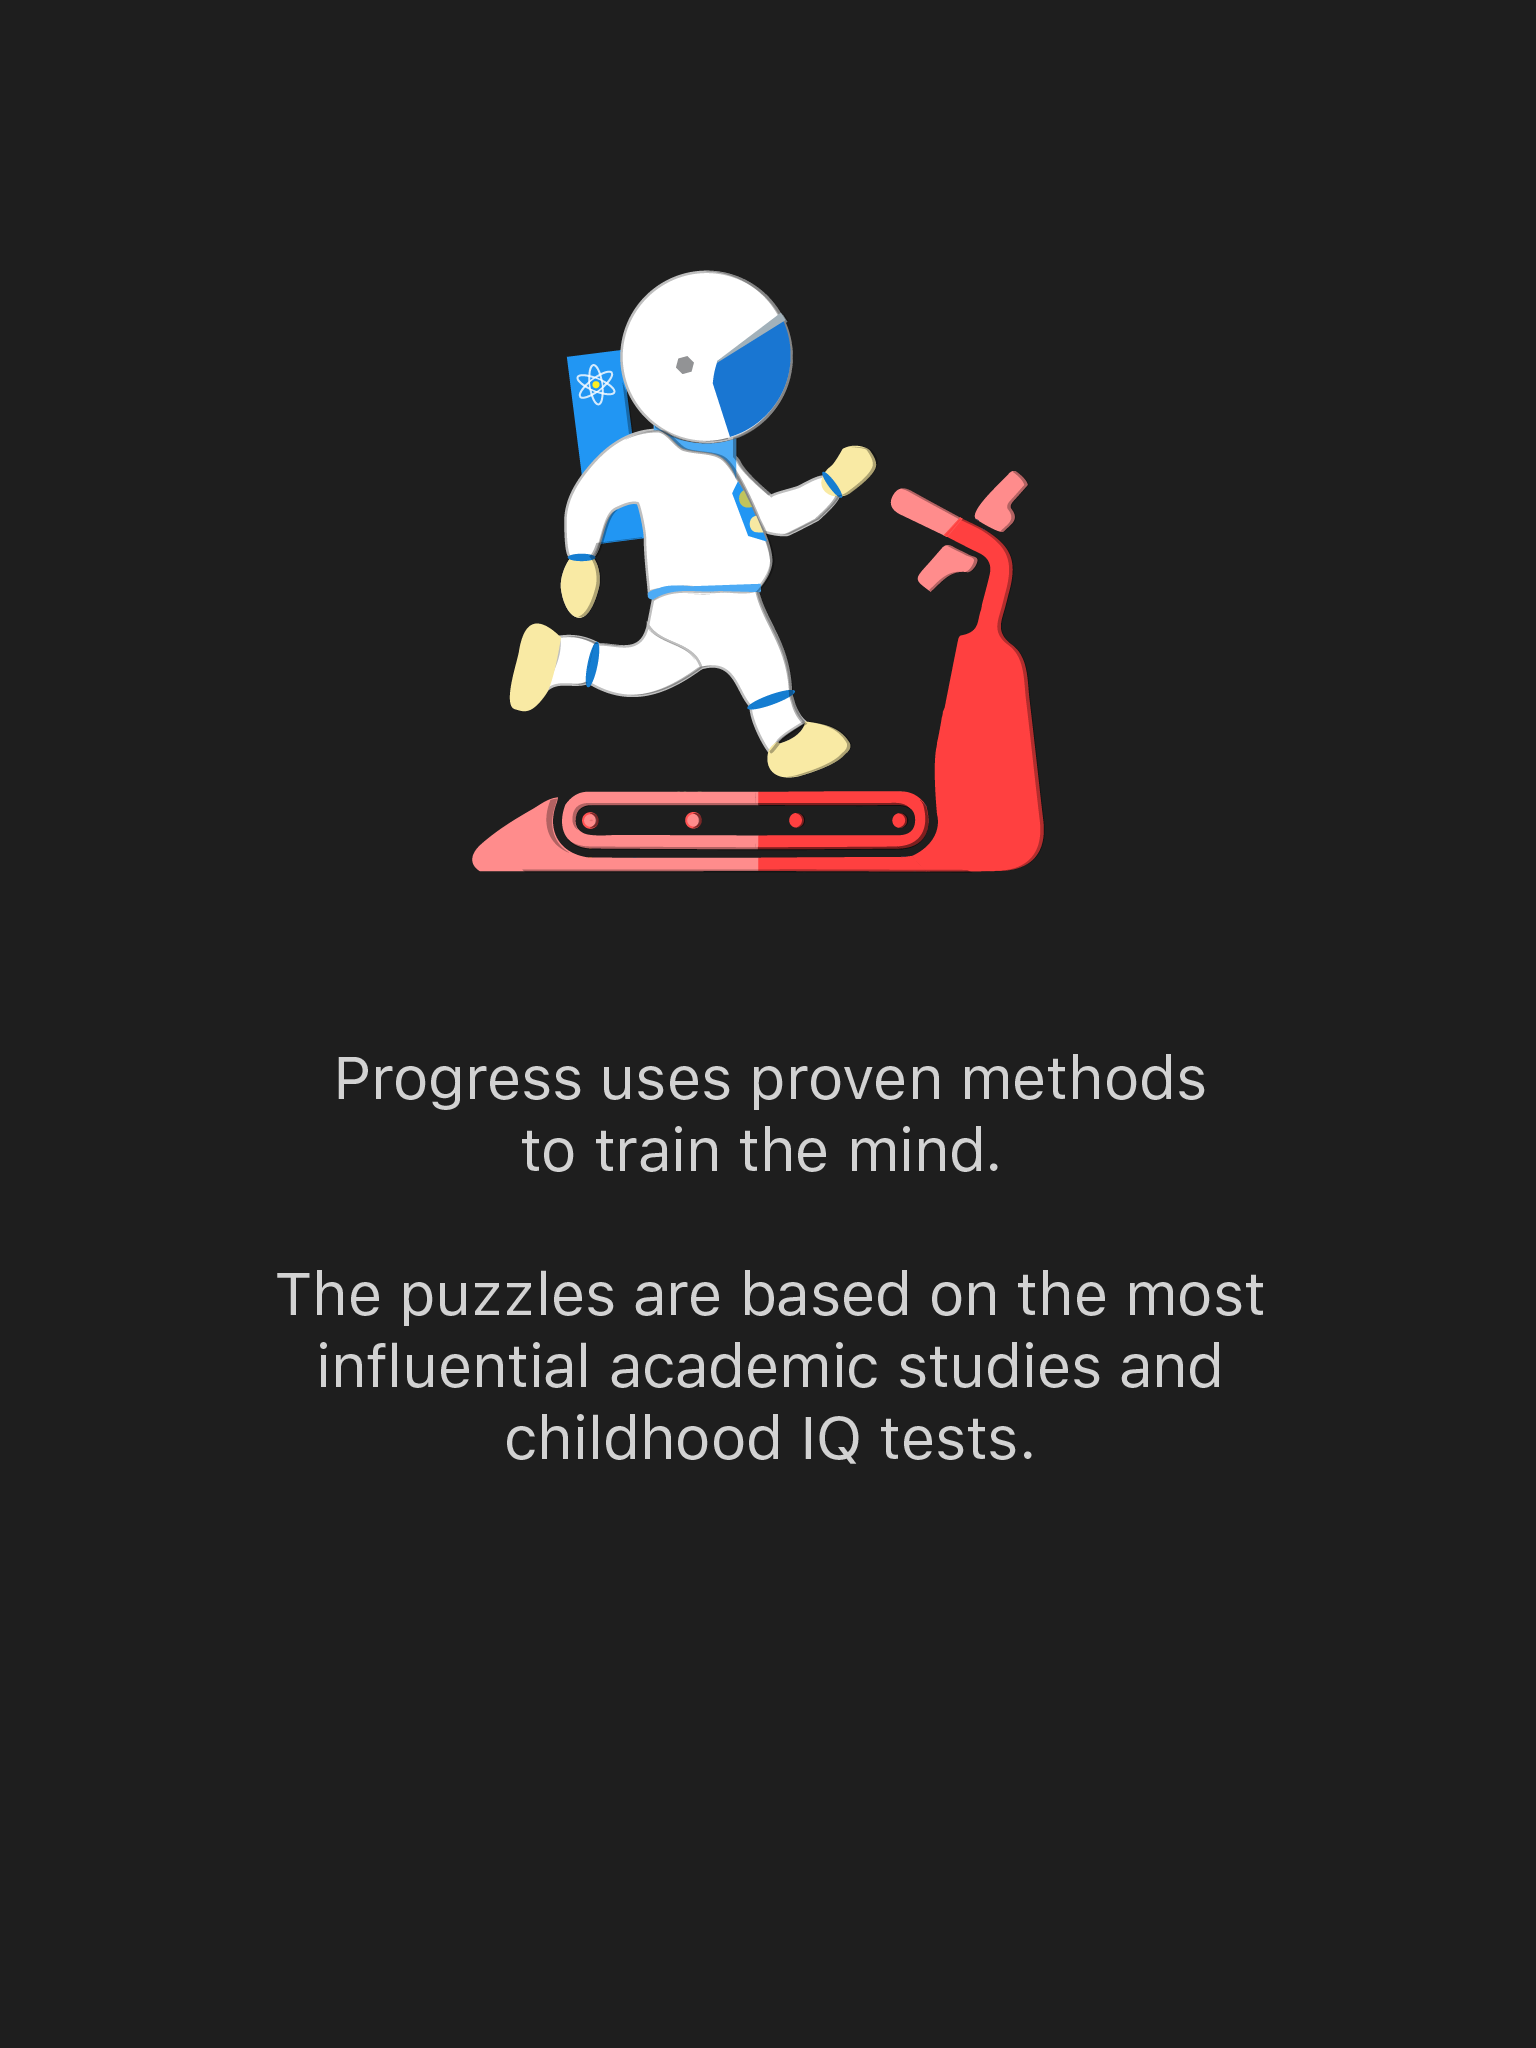 Progress uses proven methods
to train the mind.
The puzzles are based on the most
influential academic studies and
childhood IQ tests.